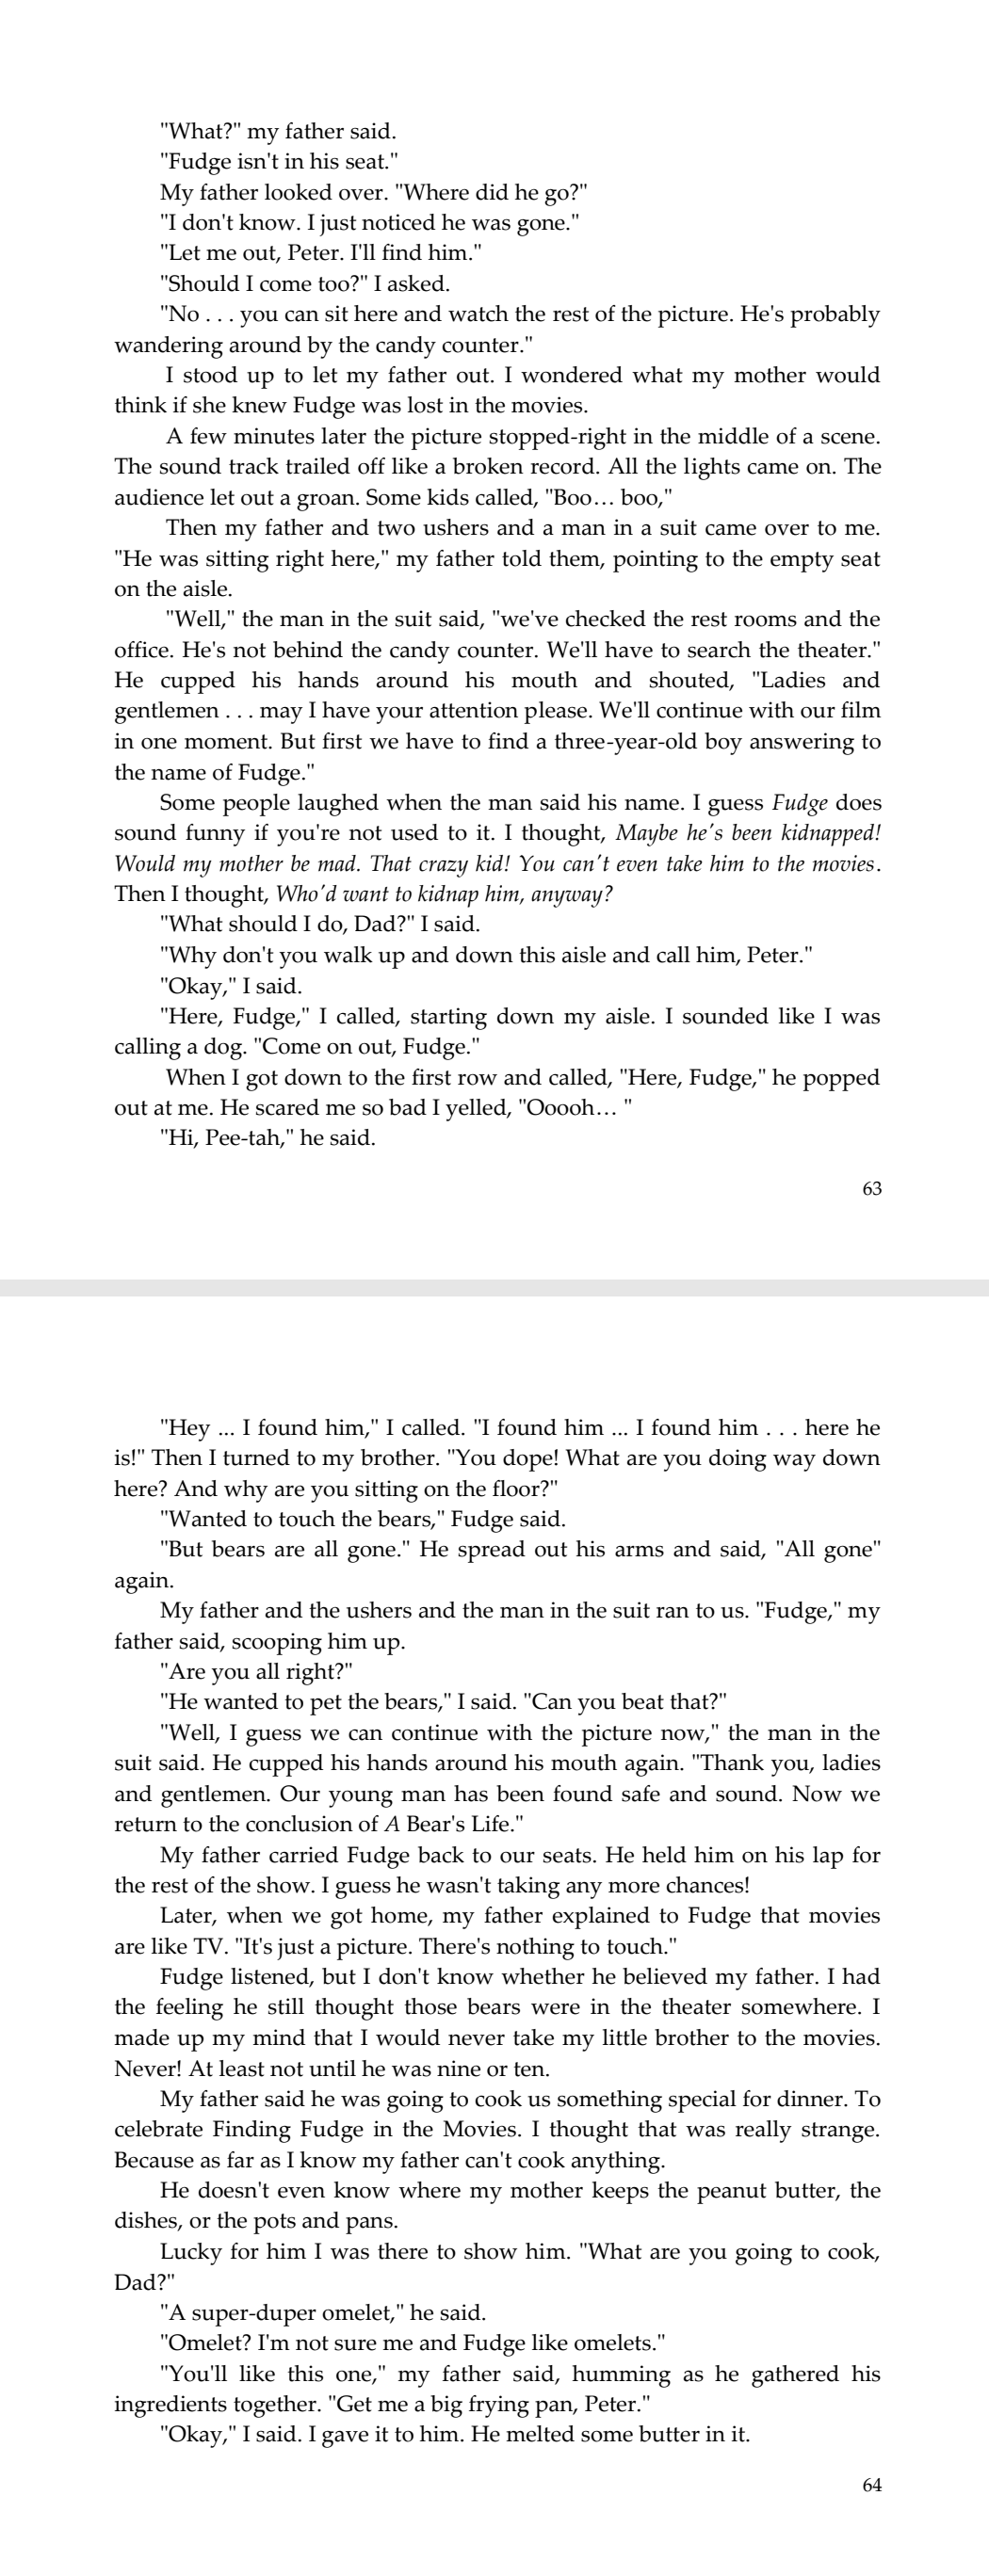 "What?" my father said.
"Fudge isn't in his seat."
My father looked over. "Where did he go?"
"I don't know. I just noticed he was gone."
"Let me out, Peter. I'll find him."
"Should I come too?" I asked.
"No . . . you can sit here and watch the rest of the picture. He's probably
wandering around by the candy counter."
I stood up to let my father out. I wondered what my mother would
think if she knew Fudge was lost in the movies.
A few minutes later the picture stopped-right in the middle of a scene.
The sound track trailed off like a broken record. All the lights came on. The
audience let out a groan. Some kids called, "Boo… boo,"
Then my father and two ushers and a man in a suit came over to me.
"He was sitting right here," my father told them, pointing to the empty seat
on the aisle.
"Well," the man in the suit said, "we've checked the rest rooms and the
office. He's not behind the candy counter. We'll have to search the theater."
He cupped his hands around his mouth and shouted, "Ladies and
gentlemen . . . may I have your attention please. We'll continue with our film
in one moment. But first we have to find a three-year-old boy answering to
the name of Fudge."
Some people laughed when the man said his name. I guess Fudge does
sound funny if you're not used to it. I thought, Maybe he's been kidnapped!
Would my mother be mad. That crazy kid! You can't even take him to the movies.
Then I thought, Who'd want to kidnap him, anyway?
"What should I do, Dad?" I said.
"Why don't you walk up and down this aisle and call him, Peter."
"Okay," I said.
"Here, Fudge," I called, starting down my aisle. I sounded like I was
calling a dog. "Come on out, Fudge."
When I got down to the first row and called, "Here, Fudge," he popped
out at me. He scared me so bad I yelled, "Ooooh… "
"Hi, Pee-tah," he said.
63
"Hey ... I found him," I called. "I found him ... I found him . . . here he
is!" Then I turned to my brother. "You dope! What are you doing way down
here? And why are you sitting on the floor?"
"Wanted to touch the bears," Fudge said.
"But bears are all gone." He spread out his arms and said, "All gone"
again.
My father and the ushers and the man in the suit ran to us. "Fudge," my
father said, scooping him up.
"Are you all right?"
"He wanted to pet the bears," I said. "Can you beat that?"
"Well, I guess we can continue with the picture now," the man in the
suit said. He cupped his hands around his mouth again. "Thank you, ladies
and gentlemen. Our young man has been found safe and sound. Now we
return to the conclusion of A Bear's Life."
My father carried Fudge back to our seats. He held him on his lap for
the rest of the show. I guess he wasn't taking any more chances!
Later, when we got home, my father explained to Fudge that movies
are like TV. "It's just a picture. There's nothing to touch."
Fudge listened, but I don't know whether he believed my father. I had
the feeling he still thought those bears were in the theater somewhere. I
made up my mind that I would never take my little brother to the movies.
Never! At least not until he was nine or ten.
My father said he was going to cook us something special for dinner. To
celebrate Finding Fudge in the Movies. I thought that was really strange.
Because as far as I know my father can't cook anything.
He doesn't even know where my mother keeps the peanut butter, the
dishes, or the pots and pans.
Lucky for him I was there to show him. "What are you going to cook,
Dad?"
"A super-duper omelet," he said.
"Omelet? I'm not sure me and Fudge like omelets."
"You'll like this one," my father said, humming as he gathered his
ingredients together. "Get me a big frying pan, Peter."
"Okay," I said. I gave it to him. He melted some butter in it.
64